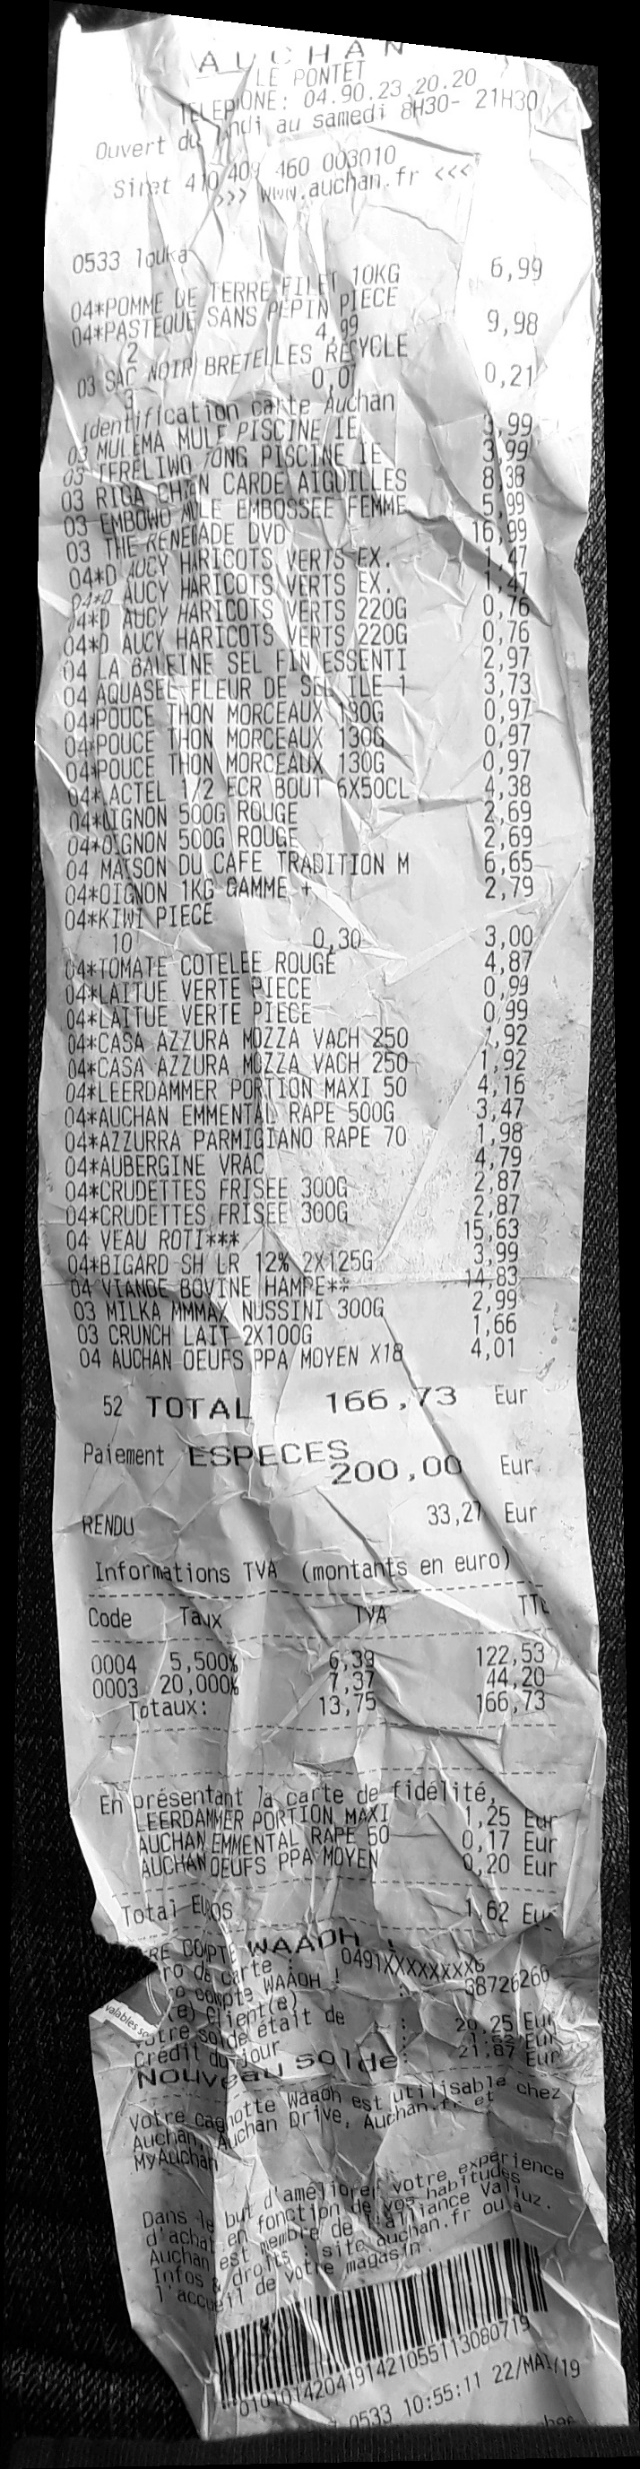 AUCHAN
LE PONTET
TELEPHONE: 04.90.23.20.20
Ouvert du lundi au samedi 8H30- 21H30
Siret 410 409 460 003010
>>> www.auchan.fr <<<
0533 louka
04*POMME DE TERRE FILET 10KG 6,99
04*PASTEQUE SANS PEPIN PIECE
2 4,99 9,98
03 SAC NOIR BRETELLES RECYCLE
3 0,07 0,21
Identification carte Auchan
03 MULEMA MULE PISCINE IE 3,99
03 TERELIWO TONG PISCINE IE 3,99
03 RIGA CHIEN CARDE AIGUILLES 8,38
03 EMBOWO MULE EMBOSSEE FEMME 5,99
03 THE RENEGADE DVD 16,99
04*D AUCY HARICOTS VERTS EX. 1,47
04*D AUCY HARICOTS VERTS EX. 1,47
04*D AUCY HARICOTS VERTS 220G 0,76
04*D AUCY HARICOTS VERTS 220G 0,76
04 LA BALEINE SEL FIN ESSENTI 2,97
04 AQUASEL FLEUR DE SEL ILE 1 3,73
04*POUCE THON MORCEAUX 130G 0,97
04*POUCE THON MORCEAUX 130G 0,97
04*POUCE THON MORCEAUX 130G 0,97
04*LACTEL 1/2 ECR BOUT 6X50CL 4,38
04*OIGNON 500G ROUGE 2,69
04*OIGNON 500G ROUGE 2,69
04 MAISON DU CAFE TRADITION M 6,65
04*OIGNON 1KG GAMME + 2,79
04*KIWI PIECE
10 0,30 3,00
04*TOMATE COTELEE ROUGE 4,87
04*LAITUE VERTE PIECE 0,99
04*LAITUE VERTE PIECE 0,99
04*CASA AZZURA MOZZA VACH 250 1,92
04*CASA AZZURA MOZZA VACH 250 1,92
04*LEERDAMMER PORTION MAXI 50 4,16
04*AUCHAN EMMENTAL RAPE 500G 3,47
04*AZZURRA PARMIGIANO RAPE 70 1,98
04*AUBERGINE VRAC 4,79
04*CRUDETTES FRISEE 300G 2,87
04*CRUDETTES FRISEE 300G 2,87
04 VEAU ROTI*** 15,63
04*BIGARD SH LR 12% 2X125G 3,99
04 VIANDE BOVINE HAMPE** 14,83
03 MILKA MMMAX NUSSINI 300G 2,99
03 CRUNCH LAIT 2X100G 1,66
04 AUCHAN OEUFS PPA MOYEN X18 4,01
52 TOTAL 166,73 Eur
Paiement ESPECES
200,00 Eur
RENDU 33,27 Eur
Informations TVA (montants en euro)
Code Taux TVA TTC
0004 5,500% 6,39 122,53
0003 20,000% 7,37 44,20
Totaux: 13,75 166,73
En présentant la carte de fidélité,
LEERDAMMER PORTION MAXI 1,25 Eur
AUCHAN EMMENTAL RAPE 50 0,17 Eur
AUCHAN OEUFS PPA MOYEN 0,20 Eur
Total EUROS 1,62 Eur
RE COMPTE WAAOH !
ro de carte : 0491XXXXXXXXX6
o compte WAAOH ! : 38726266
(e) Client(e)
votre solde était de : 20,25 Eur
Crédit du jour : 1,62 Eur
Nouveau solde: 21,87 Eur
Votre cagnotte Waaoh est utilisable chez
Auchan, Auchan Drive, Auchan.fr et
MyAuchan
Dans le but d'améliorer votre expérience
d'achat en fonction de vos habitudes
Auchan est membre de l'alliance Valiuz.
Infos & droits : site auchan.fr ou à
l'accueil de votre magasin
valables so
0101014204191421055113080719
0533 10:55:11 22/MAI/19